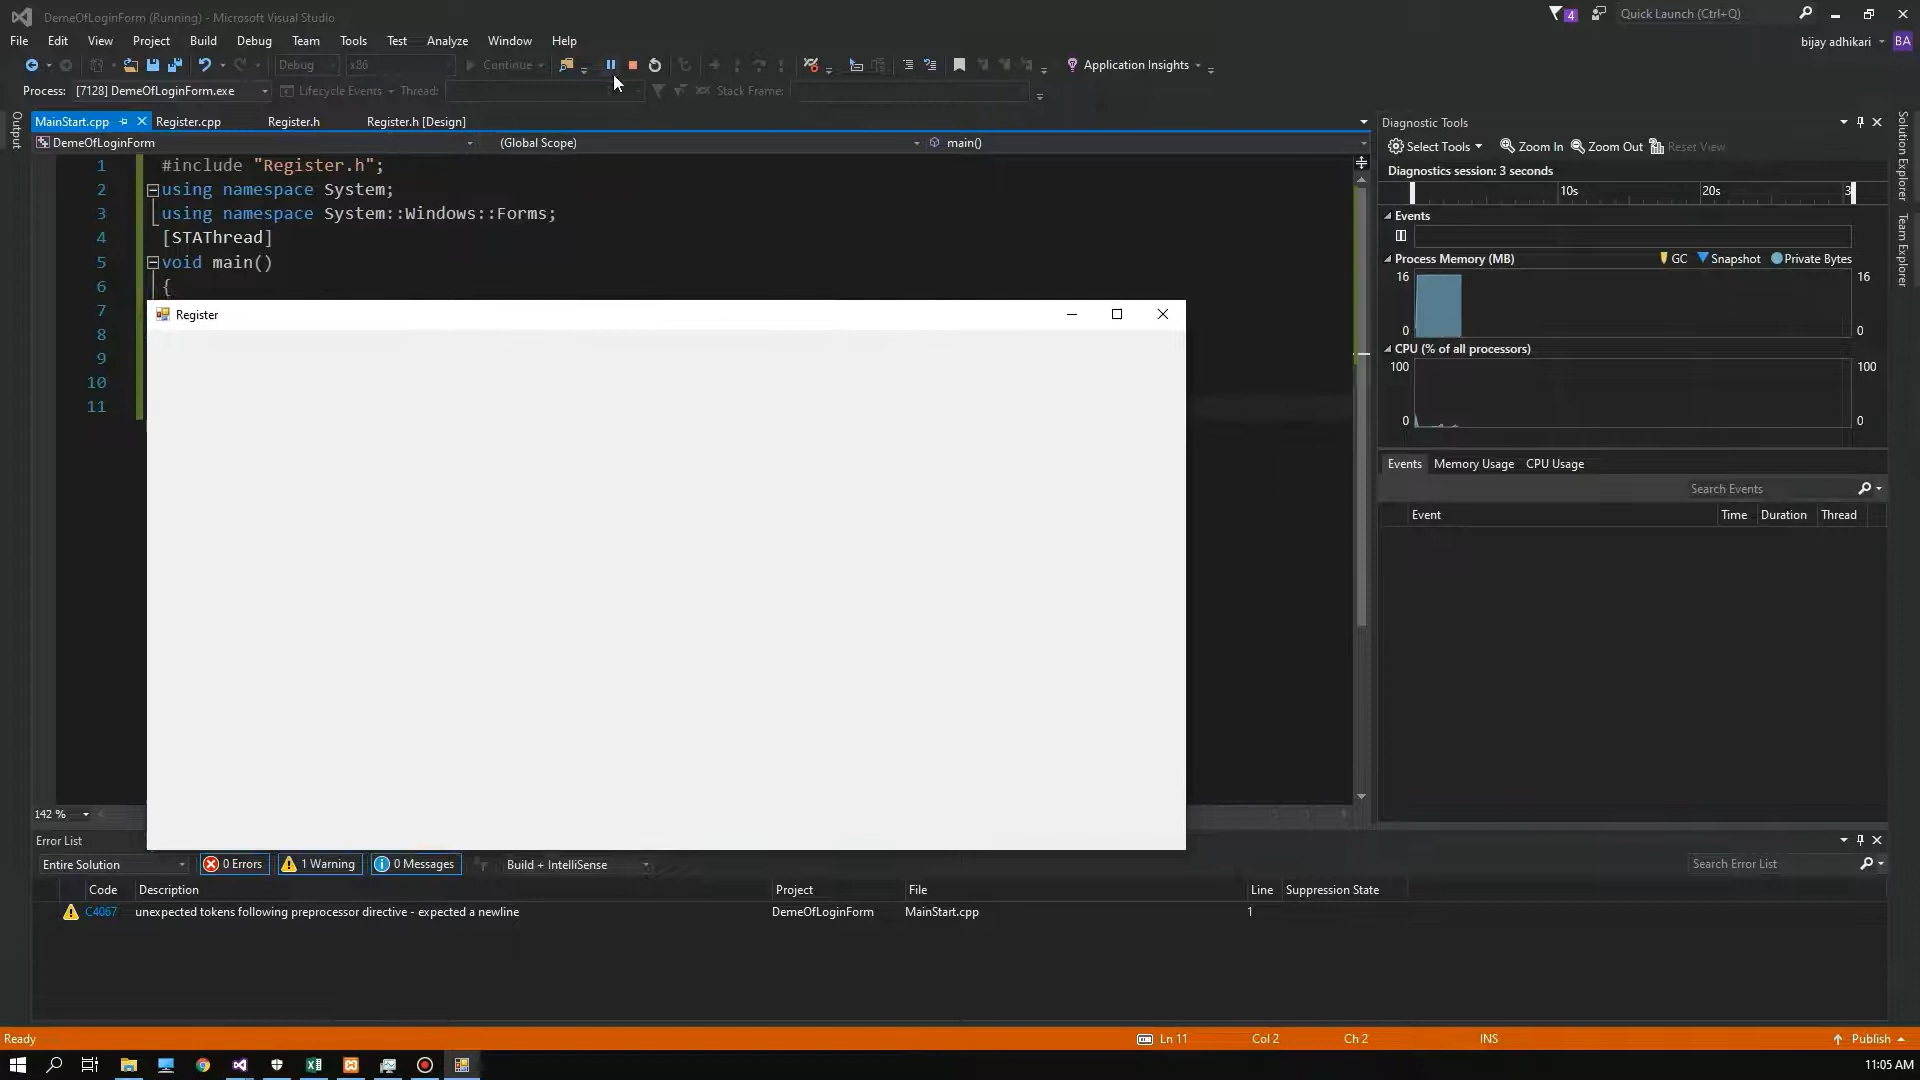 DemeOfLoginForm (Running) - Microsoft Visual Studio
4
Quick Launch (Ctrl+Q)
File Edit View Project Build Debug Team Tools Test Analyze Window Help
bijay adhikari BA
Debug x86 Continue Application Insights
Process: [7128] DemeOfLoginForm.exe Lifecycle Events Thread: Stack Frame:
Output
MainStart.cpp Register.cpp Register.h Register.h [Design]
DemeOfLoginForm (Global Scope) main()
1 #include "Register.h";
2 using namespace System;
3 using namespace System::Windows::Forms;
4 [STAThread]
5 void main()
6 {
7
8
9
10
11
Register
142 %
Diagnostic Tools
Select Tools Zoom In Zoom Out Reset View
Diagnostics session: 3 seconds
10s 20s 3
Events
Process Memory (MB) GC Snapshot Private Bytes
16 16
0 0
CPU (% of all processors)
100 100
0 0
Events Memory Usage CPU Usage
Search Events
Event Time Duration Thread
Solution Explorer
Team Explorer
Error List
Entire Solution 0 Errors 1 Warning 0 Messages Build + IntelliSense Search Error List
Code Description Project File Line Suppression State
C4067 unexpected tokens following preprocessor directive - expected a newline DemeOfLoginForm MainStart.cpp 1
Ready Ln 11 Col 2 Ch 2 INS Publish
11:05 AM